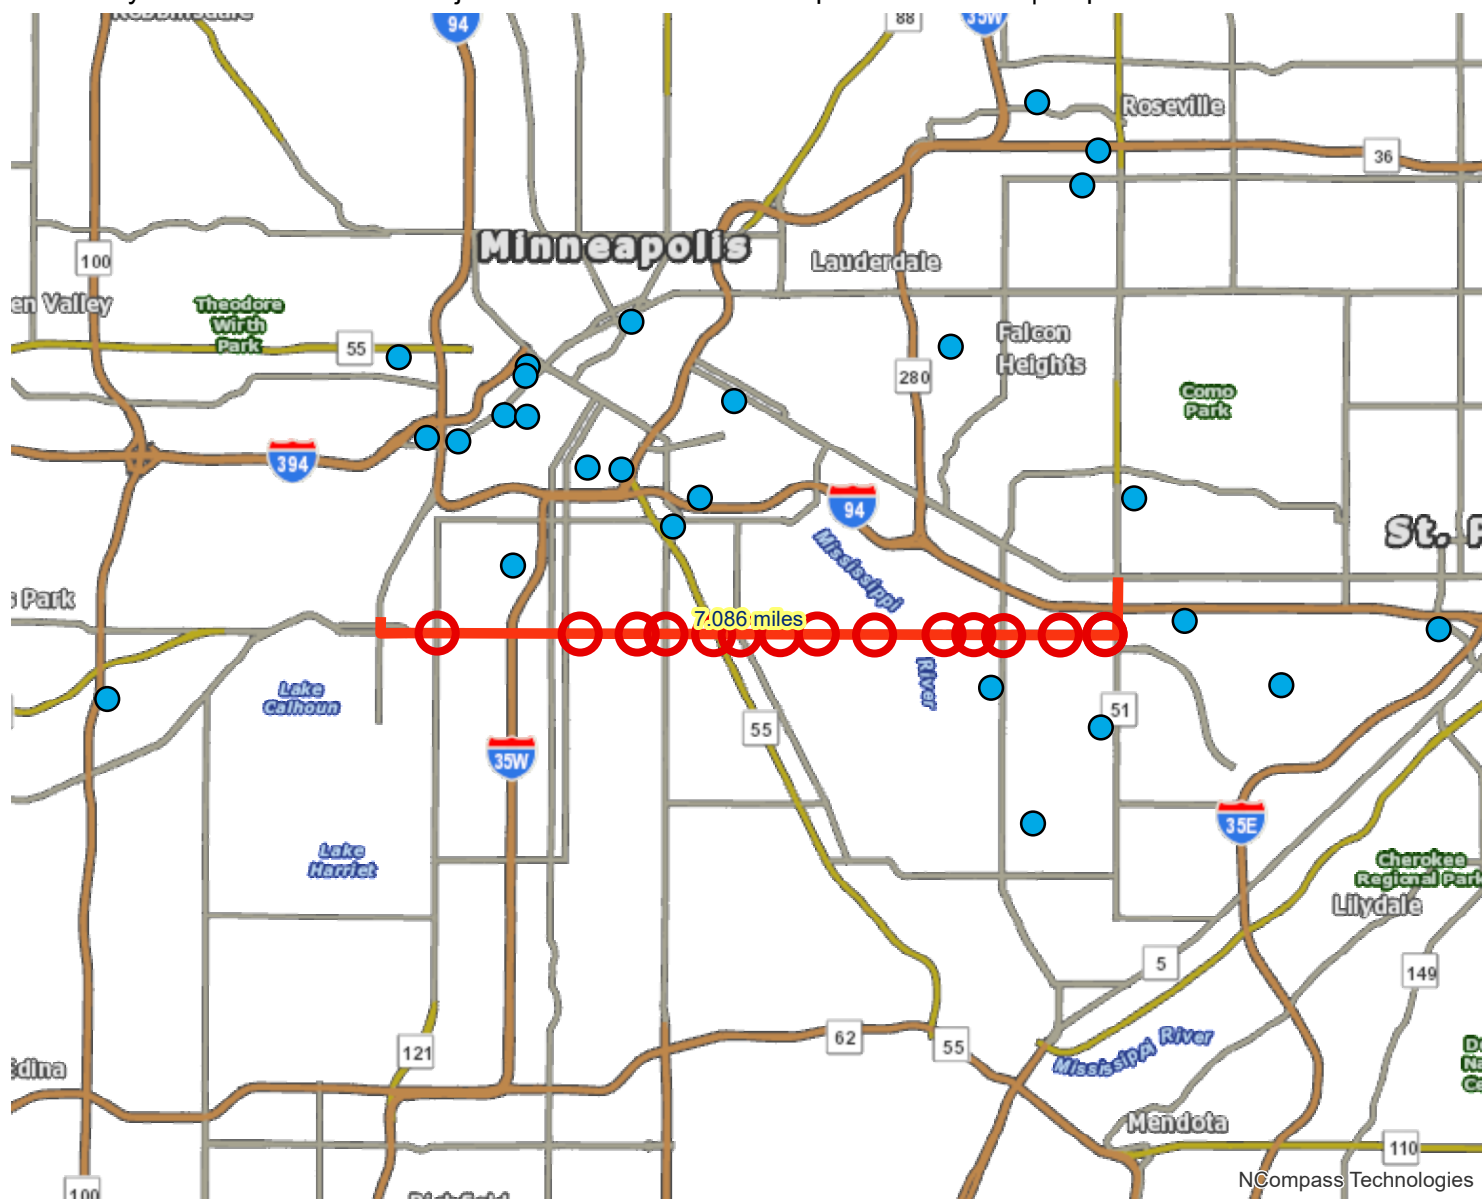 94
88
35W
Roseville
36
Minneapolis
100
Lauderdale
en Valley
Theodore
Wirth
Park
55
Falcon
Heights
280
Como
Park
394
94
St. P
Mississippi
Park
7.086 miles
River
Lake
Calhoun
51
55
35W
35E
Lake
Harriet
Cherokee
Regional Park
Lilydale
5
149
62
55
121
Mississippi River
Edina
Mendota
110
100
NCompass Technologies